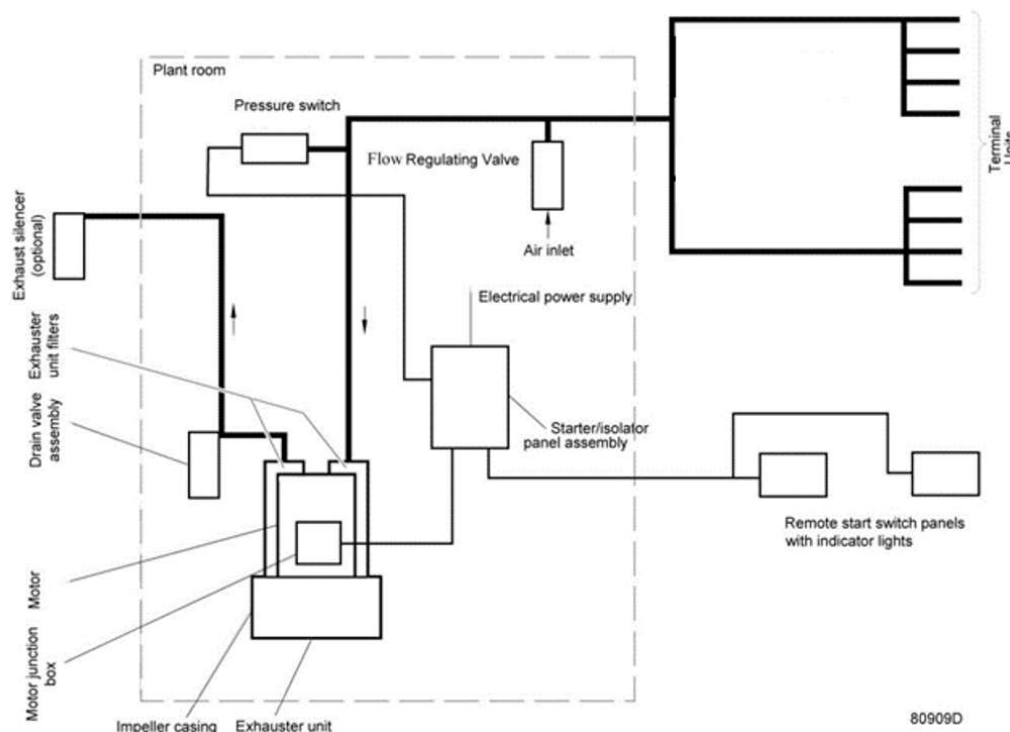 Plant room
Pressure switch
Flow Regulating Valve
Air inlet
Terminal
Units
Exhaust silencer
(optional)
Electrical power supply
Exhauster
unit filters
Drain valve
assembly
Starter/isolator
panel assembly
Remote start switch panels
with indicator lights
Motor
Motor junction
box
Impeller casing
Exhauster unit
80909D